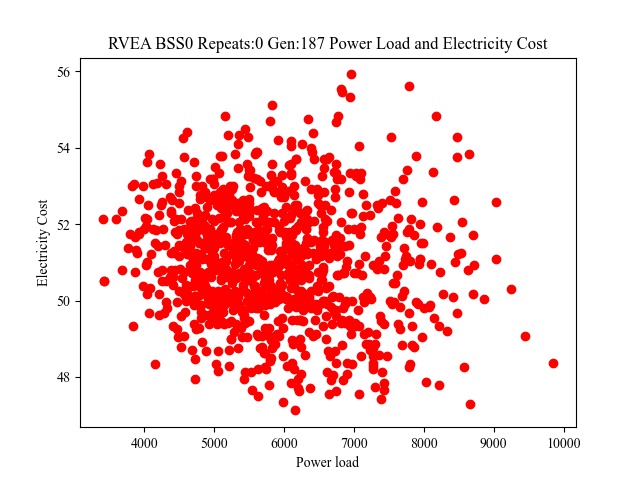 RVEA BSS0 Repeats:0 Gen:187 Power Load and Electricity Cost
56
54
52
50
48
Electricity Cost
4000 5000 6000 7000 8000 9000 10000
Power load